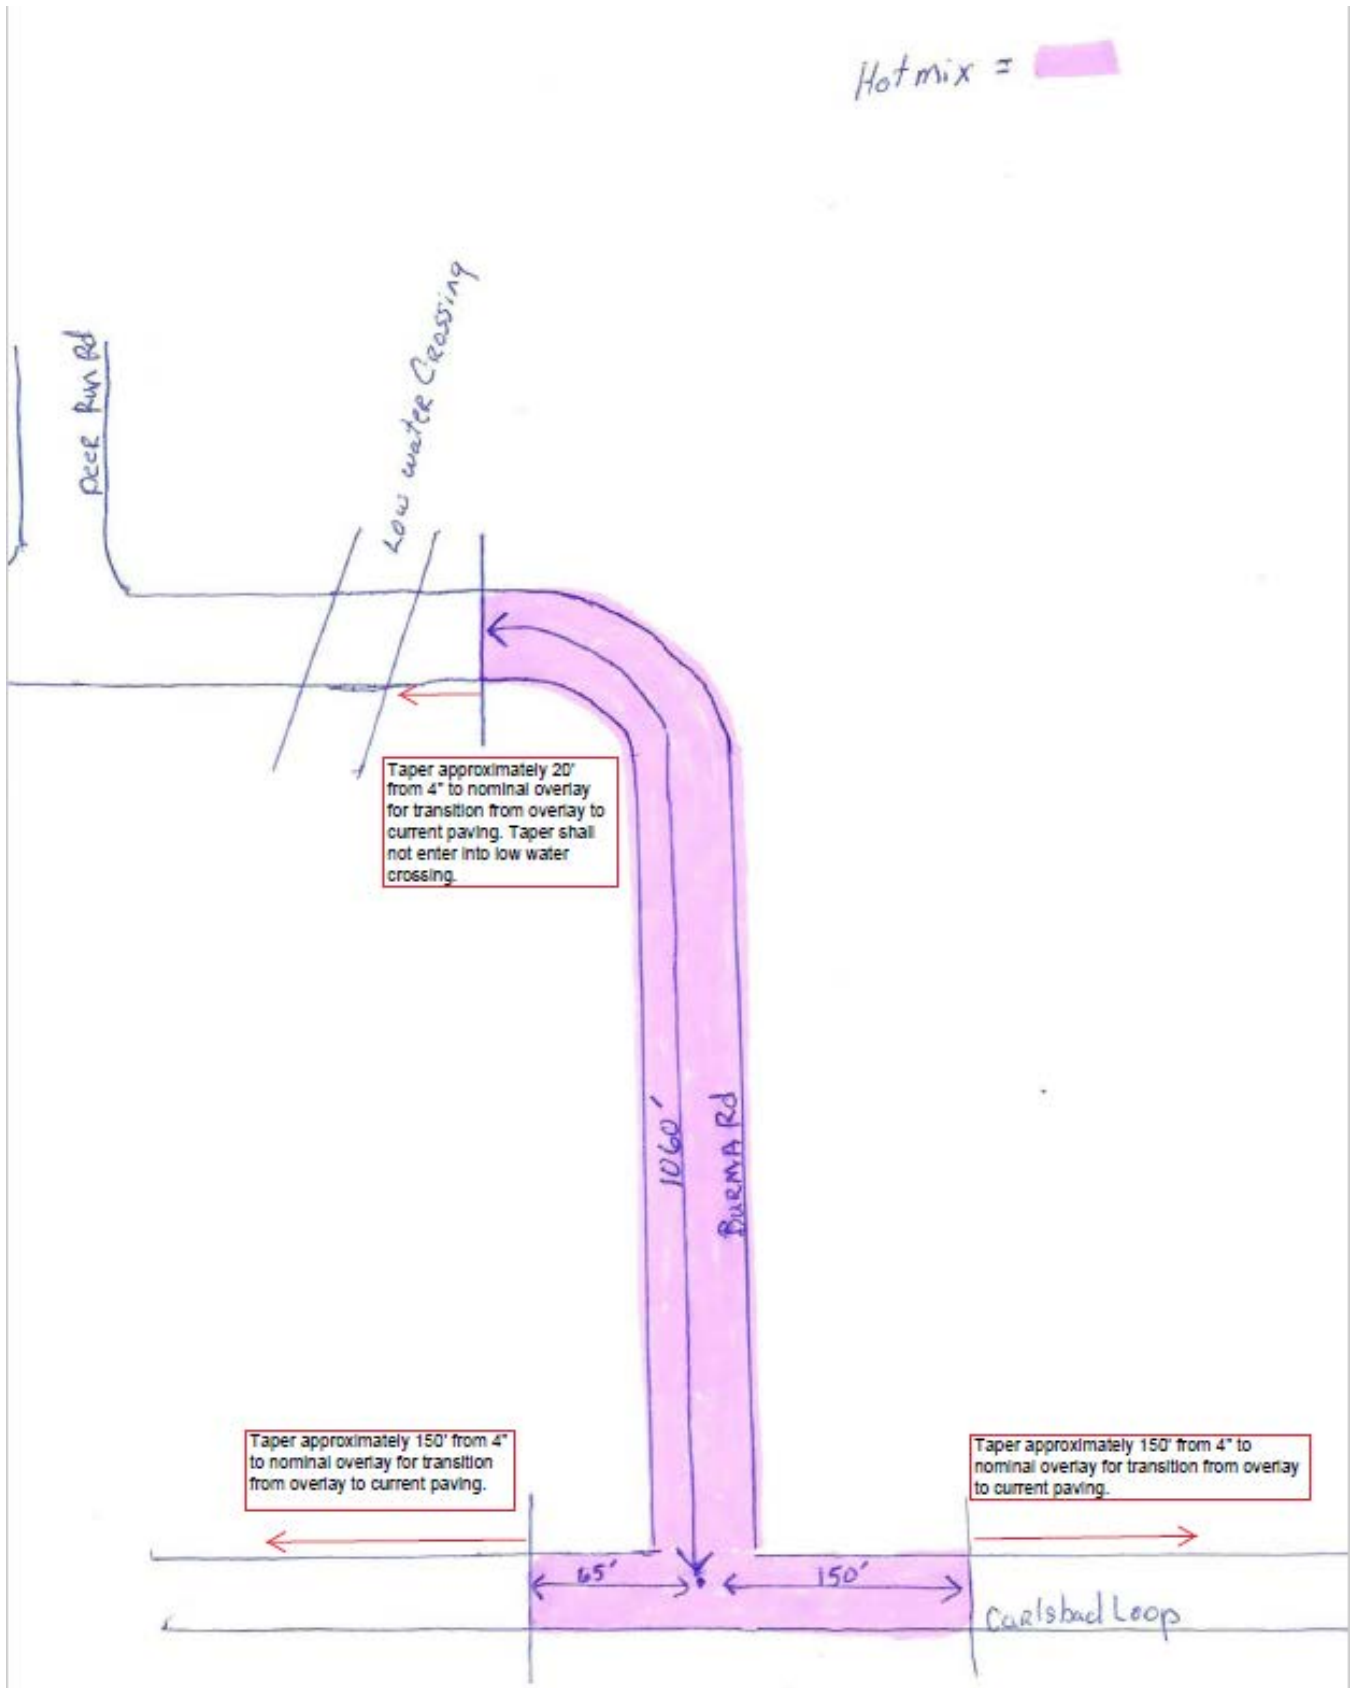 Hotmix =
Low water Crossing
Deer Run Rd
Taper approximately 20'
from 4" to nominal overlay
for transition from overlay to
current paving. Taper shall
not enter into low water
crossing.
1060'
Burma Rd
Taper approximately 150' from 4"
to nominal overlay for transition
from overlay to current paving.
Taper approximately 150' from 4" to
nominal overlay for transition from overlay
to current paving.
65'
150'
Carlsbad Loop